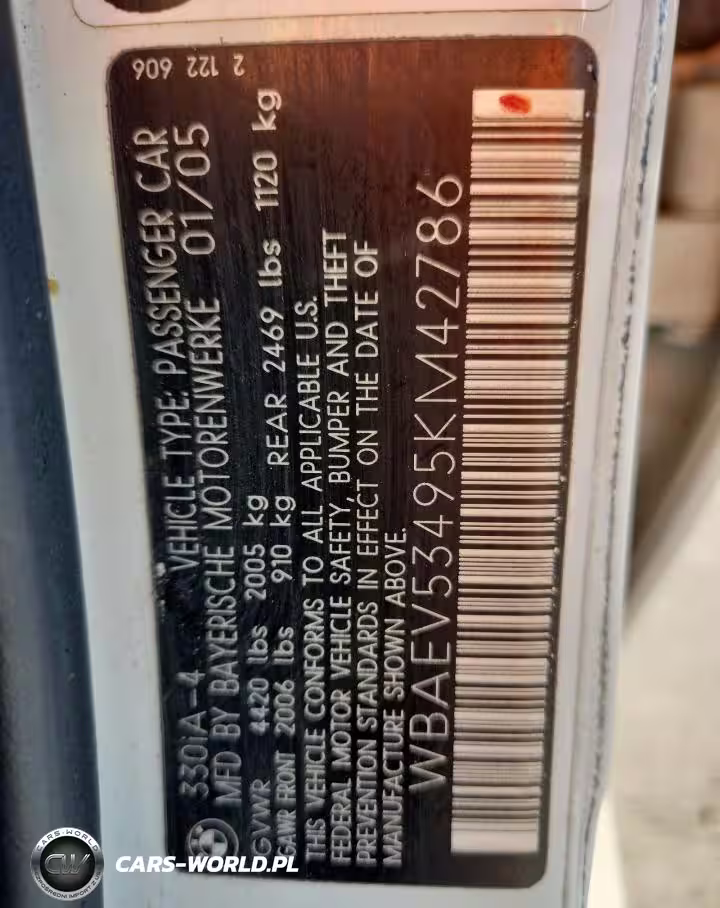 2 122 606
330iA-4 VEHICLE TYPE: PASSENGER CAR
MFD BY BAYERISCHE MOTORENWERKE 01/05
GVWR 4420 lbs 2005 kg
GAWR FRONT 2006 lbs 910 kg REAR 2469 lbs 1120 kg
THIS VEHICLE CONFORMS TO ALL APPLICABLE U.S.
FEDERAL MOTOR VEHICLE SAFETY, BUMPER AND THEFT
PREVENTION STANDARDS IN EFFECT ON THE DATE OF
MANUFACTURE SHOWN ABOVE.
WBAEV53495KM42786
CARS-WORLD
CW
CARS-WORLD.PL